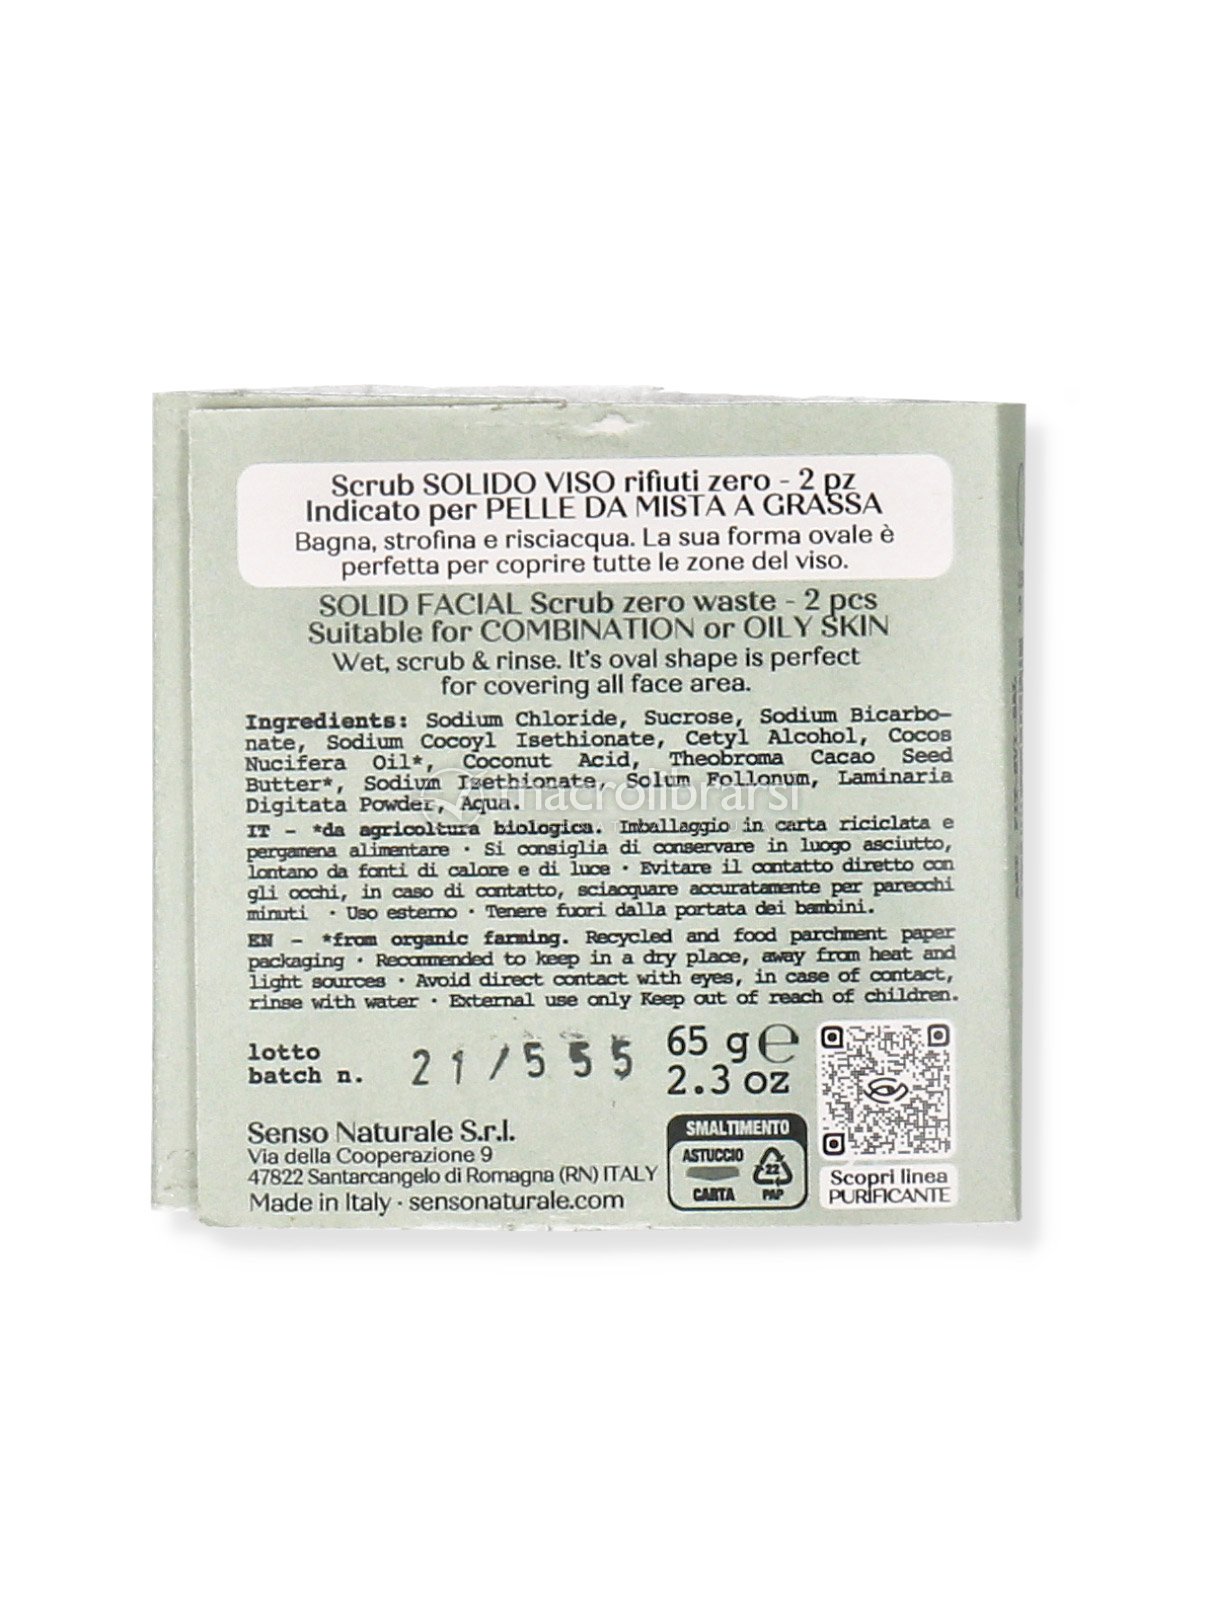 Scrub SOLIDO VISO rifiuti zero - 2 pz
Indicato per PELLE DA MISTA A GRASSA
Bagna, strofina e risciacqua. La sua forma ovale è
perfetta per coprire tutte le zone del viso.
SOLID FACIAL Scrub zero waste - 2 pcs
Suitable for COMBINATION or OILY SKIN
Wet, scrub & rinse. It's oval shape is perfect
for covering all face area.
Ingredients: Sodium Chloride, Sucrose, Sodium Bicarbo-
nate, Sodium Cocoyl Isethionate, Cetyl Alcohol, Cocos
Nucifera Oil*, Coconut Acid, Theobroma Cacao Seed
Butter*, Sodium Isethionate, Solum Follonum, Laminaria
Digitata Powder, Aqua.
macrolibrarsi
IT - *da agricoltura biologica. Imballaggio in carta riciclata e
pergamena alimentare · Si consiglia di conservare in luogo asciutto,
lontano da fonti di calore e di luce · Evitare il contatto diretto con
gli occhi, in caso di contatto, sciacquare accuratamente per parecchi
minuti · Uso esterno · Tenere fuori dalla portata dei bambini.
EN - *from organic farming. Recycled and food parchment paper
packaging · Recommended to keep in a dry place, away from heat and
light sources · Avoid direct contact with eyes, in case of contact,
rinse with water · External use only Keep out of reach of children.
lotto
batch n.
21/555
65 g ℮
2.3 oz
Senso Naturale S.r.l.
Via della Cooperazione 9
47822 Santarcangelo di Romagna (RN) ITALY
Made in Italy · sensonaturale.com
SMALTIMENTO
ASTUCCIO
CARTA
22
PAP
Scopri linea
PURIFICANTE